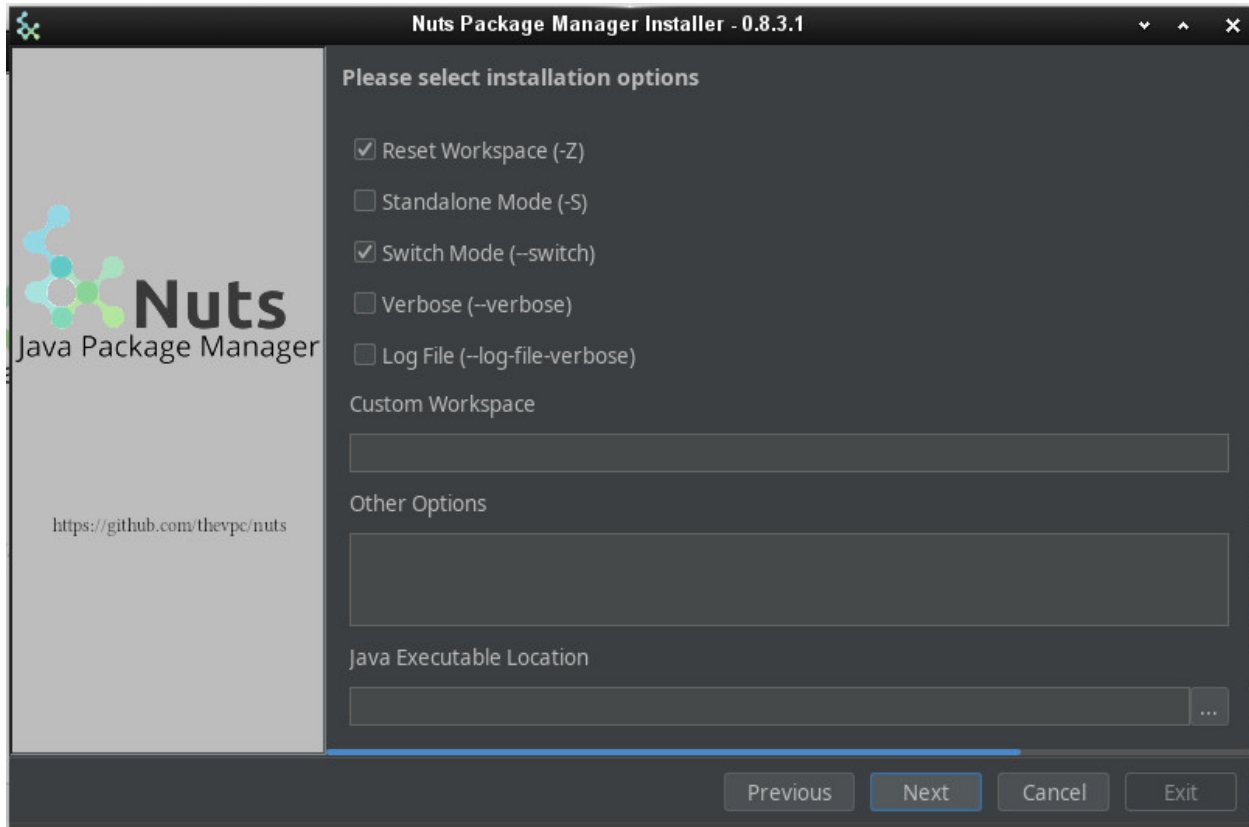 Nuts Package Manager Installer - 0.8.3.1
Please select installation options
Reset Workspace (-Z)
Standalone Mode (-S)
Switch Mode (--switch)
Verbose (--verbose)
Log File (--log-file-verbose)
Custom Workspace
Other Options
Java Executable Location
...
Nuts
Java Package Manager
https://github.com/thevpc/nuts
Previous
Next
Cancel
Exit